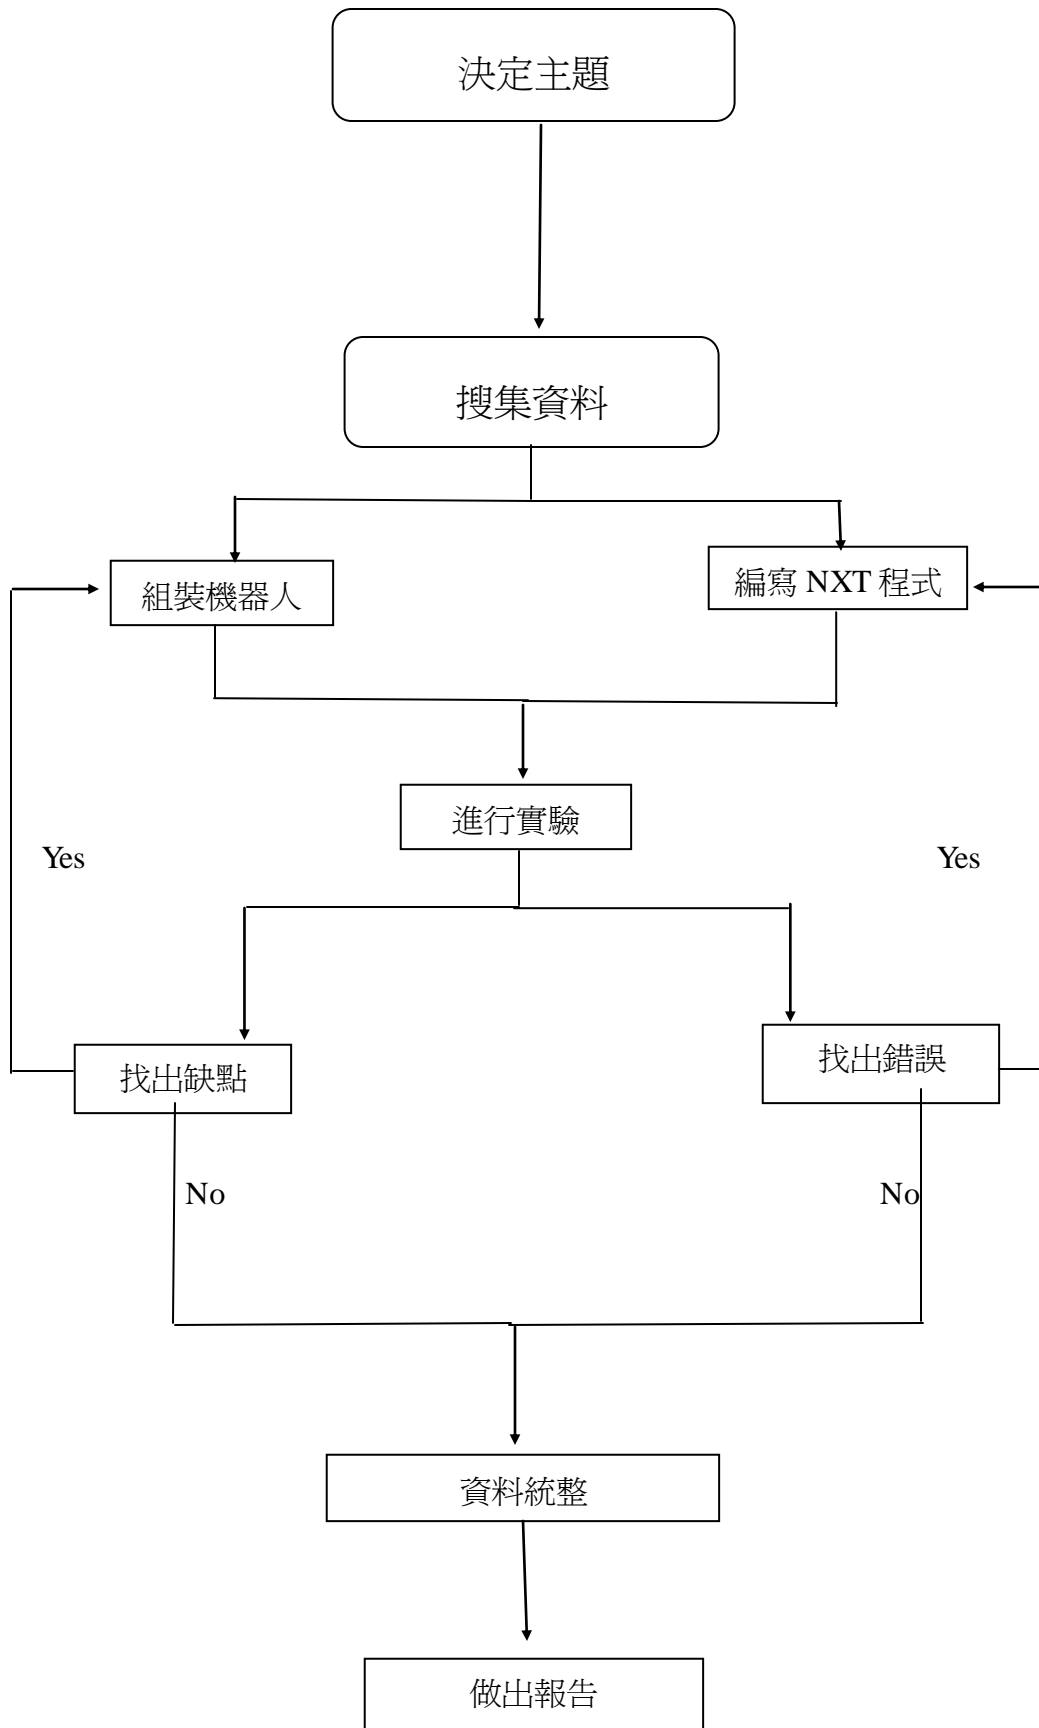 決定主題
搜集資料
組裝機器人
編寫 NXT 程式
進行實驗
Yes
Yes
找出缺點
找出錯誤
No
No
資料統整
做出報告